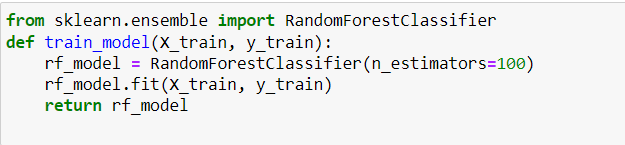 from sklearn.ensemble import RandomForestClassifier
def train_model(X_train, y_train):
    rf_model = RandomForestClassifier(n_estimators=100)
    rf_model.fit(X_train, y_train)
    return rf_model